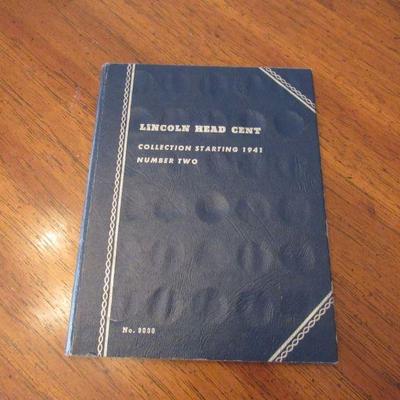 LINCOLN HEAD CENT
COLLECTION STARTING 1941
NUMBER TWO
No. 9030